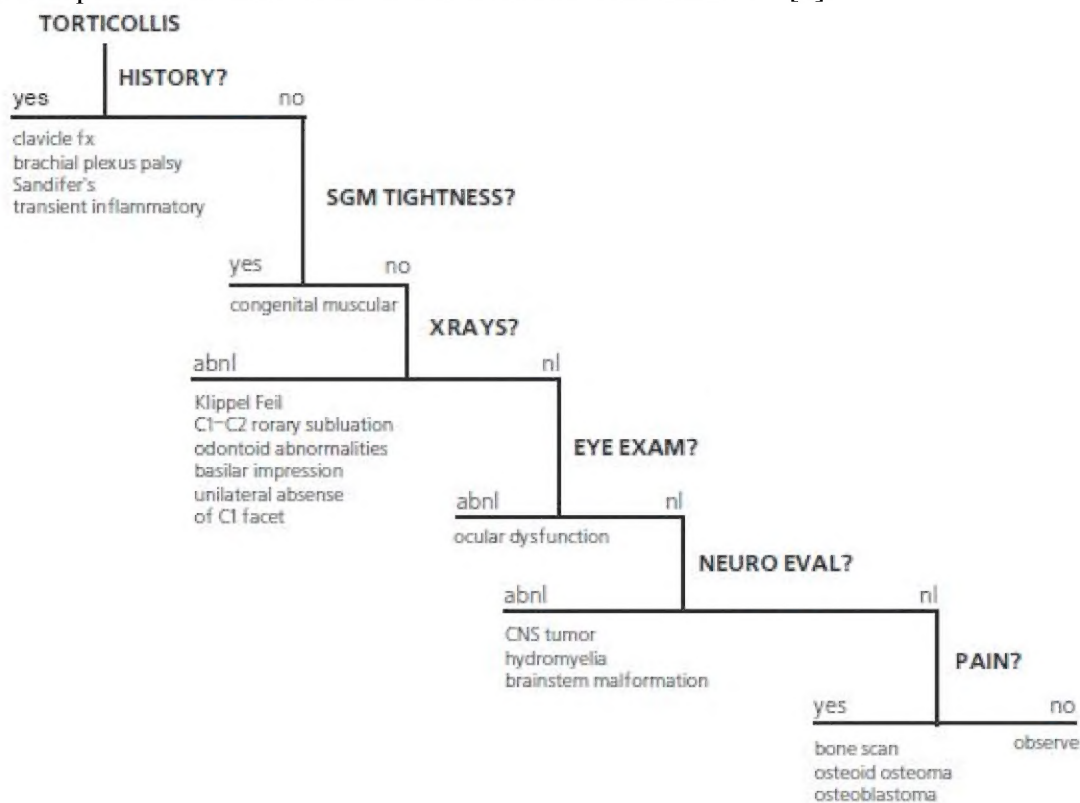 TORTICOLLIS
HISTORY?
yes
no
clavicle fx
brachial plexus palsy
Sandifer's
transient inflammatory
SGM TIGHTNESS?
yes
no
congenital muscular
XRAYS?
abnl
nl
Klippel Feil
C1–C2 rorary subluation
odontoid abnormalities
basilar impression
unilateral absense
of C1 facet
EYE EXAM?
abnl
nl
ocular dysfunction
NEURO EVAL?
abnl
nl
CNS tumor
hydromyelia
brainstem malformation
PAIN?
yes
no
bone scan
osteoid osteoma
osteoblastoma
observe